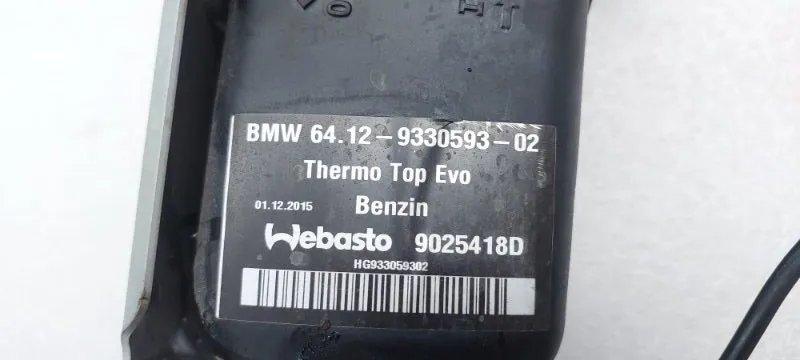 BMW 64.12-9330593-02
Thermo Top Evo
01.12.2015 Benzin
Webasto 9025418D
HG933059302